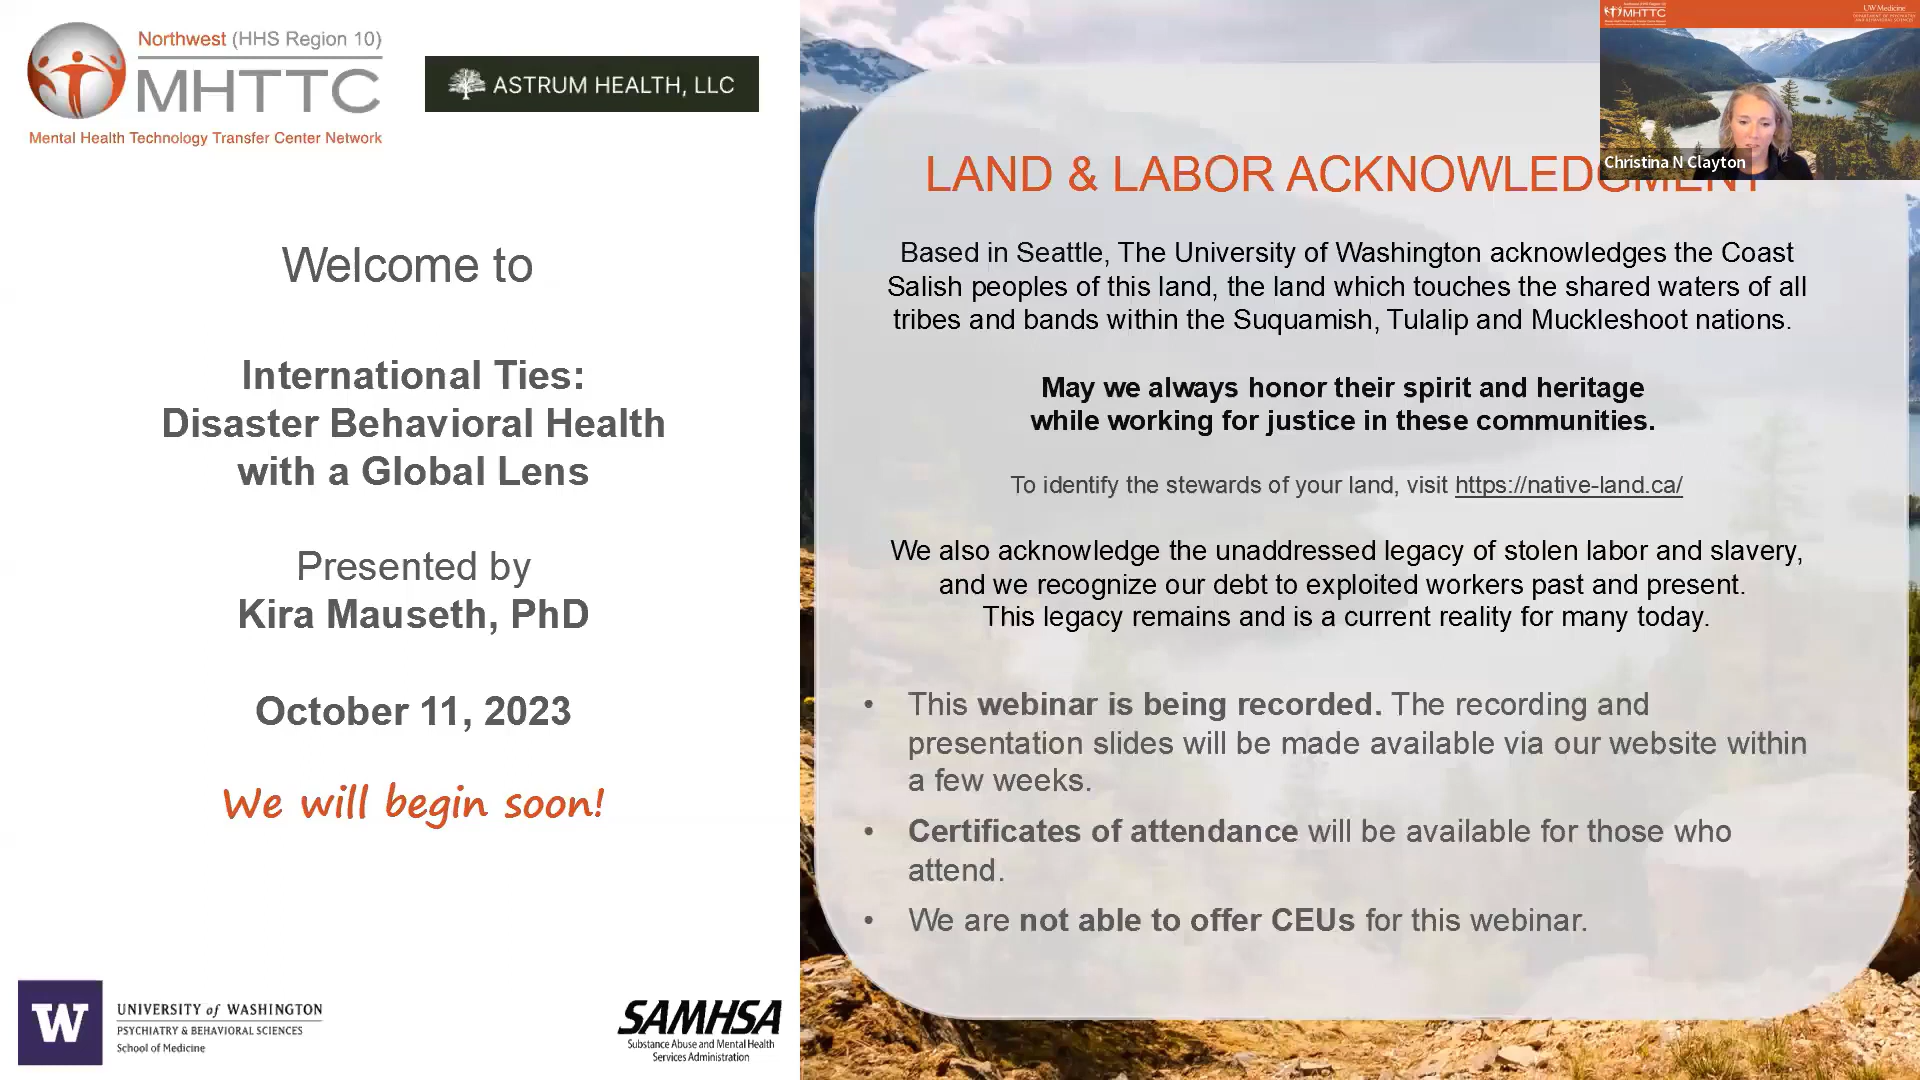 Northwest (HHS Region 10)
MHTTC
Mental Health Technology Transfer Center Network
ASTRUM HEALTH, LLC
Welcome to
International Ties:
Disaster Behavioral Health
with a Global Lens
Presented by
Kira Mauseth, PhD
October 11, 2023
We will begin soon!
W
UNIVERSITY of WASHINGTON
PSYCHIATRY & BEHAVIORAL SCIENCES
School of Medicine
SAMHSA
Substance Abuse and Mental Health
Services Administration
MHTTC
UW Medicine
Christina N Clayton
LAND & LABOR ACKNOWLEDGMENT
Based in Seattle, The University of Washington acknowledges the Coast
Salish peoples of this land, the land which touches the shared waters of all
tribes and bands within the Suquamish, Tulalip and Muckleshoot nations.
May we always honor their spirit and heritage
while working for justice in these communities.
To identify the stewards of your land, visit https://native-land.ca/
We also acknowledge the unaddressed legacy of stolen labor and slavery,
and we recognize our debt to exploited workers past and present.
This legacy remains and is a current reality for many today.
• This webinar is being recorded. The recording and
presentation slides will be made available via our website within
a few weeks.
• Certificates of attendance will be available for those who
attend.
• We are not able to offer CEUs for this webinar.